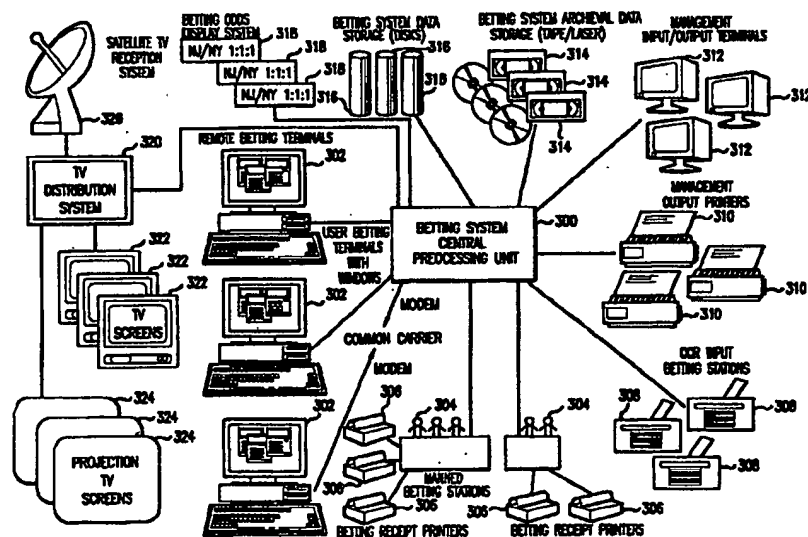 BETTING ODDS
DISPLAY SYSTEM
318
NJ/NY 1:1:1
318
NJ/NY 1:1:1
318
NJ/NY 1:1:1
BETTING SYSTEM DATA
STORAGE (DISKS)
316
316
316
BETTING SYSTEM ARCHIEVAL DATA
STORAGE (TAPE/LASER)
314
314
314
MANAGEMENT
INPUT/OUTPUT TERMINALS
312
312
312
SATELLITE TV
RECEPTION
SYSTEM
326
320
TV
DISTRIBUTION
SYSTEM
322
322
322
TV
SCREENS
324
324
324
PROJECTION
TV
SCREENS
REMOTE BETTING TERMINALS
302
USER BETTING
TERMINALS
WITH
WINDOWS
302
MODEM
COMMON CARRIER
MODEM
302
BETTING SYSTEM
CENTRAL
PREOCCESSING UNIT
300
MANAGEMENT
OUTPUT PRINTERS
310
310
310
OCR INPUT
BETTING STATIONS
308
308
308
306
304
306
306
MANNED
BETTING STATIONS
BETTING RECEIPT PRINTERS
304
306
306
BETTING RECEIPT PRINTERS